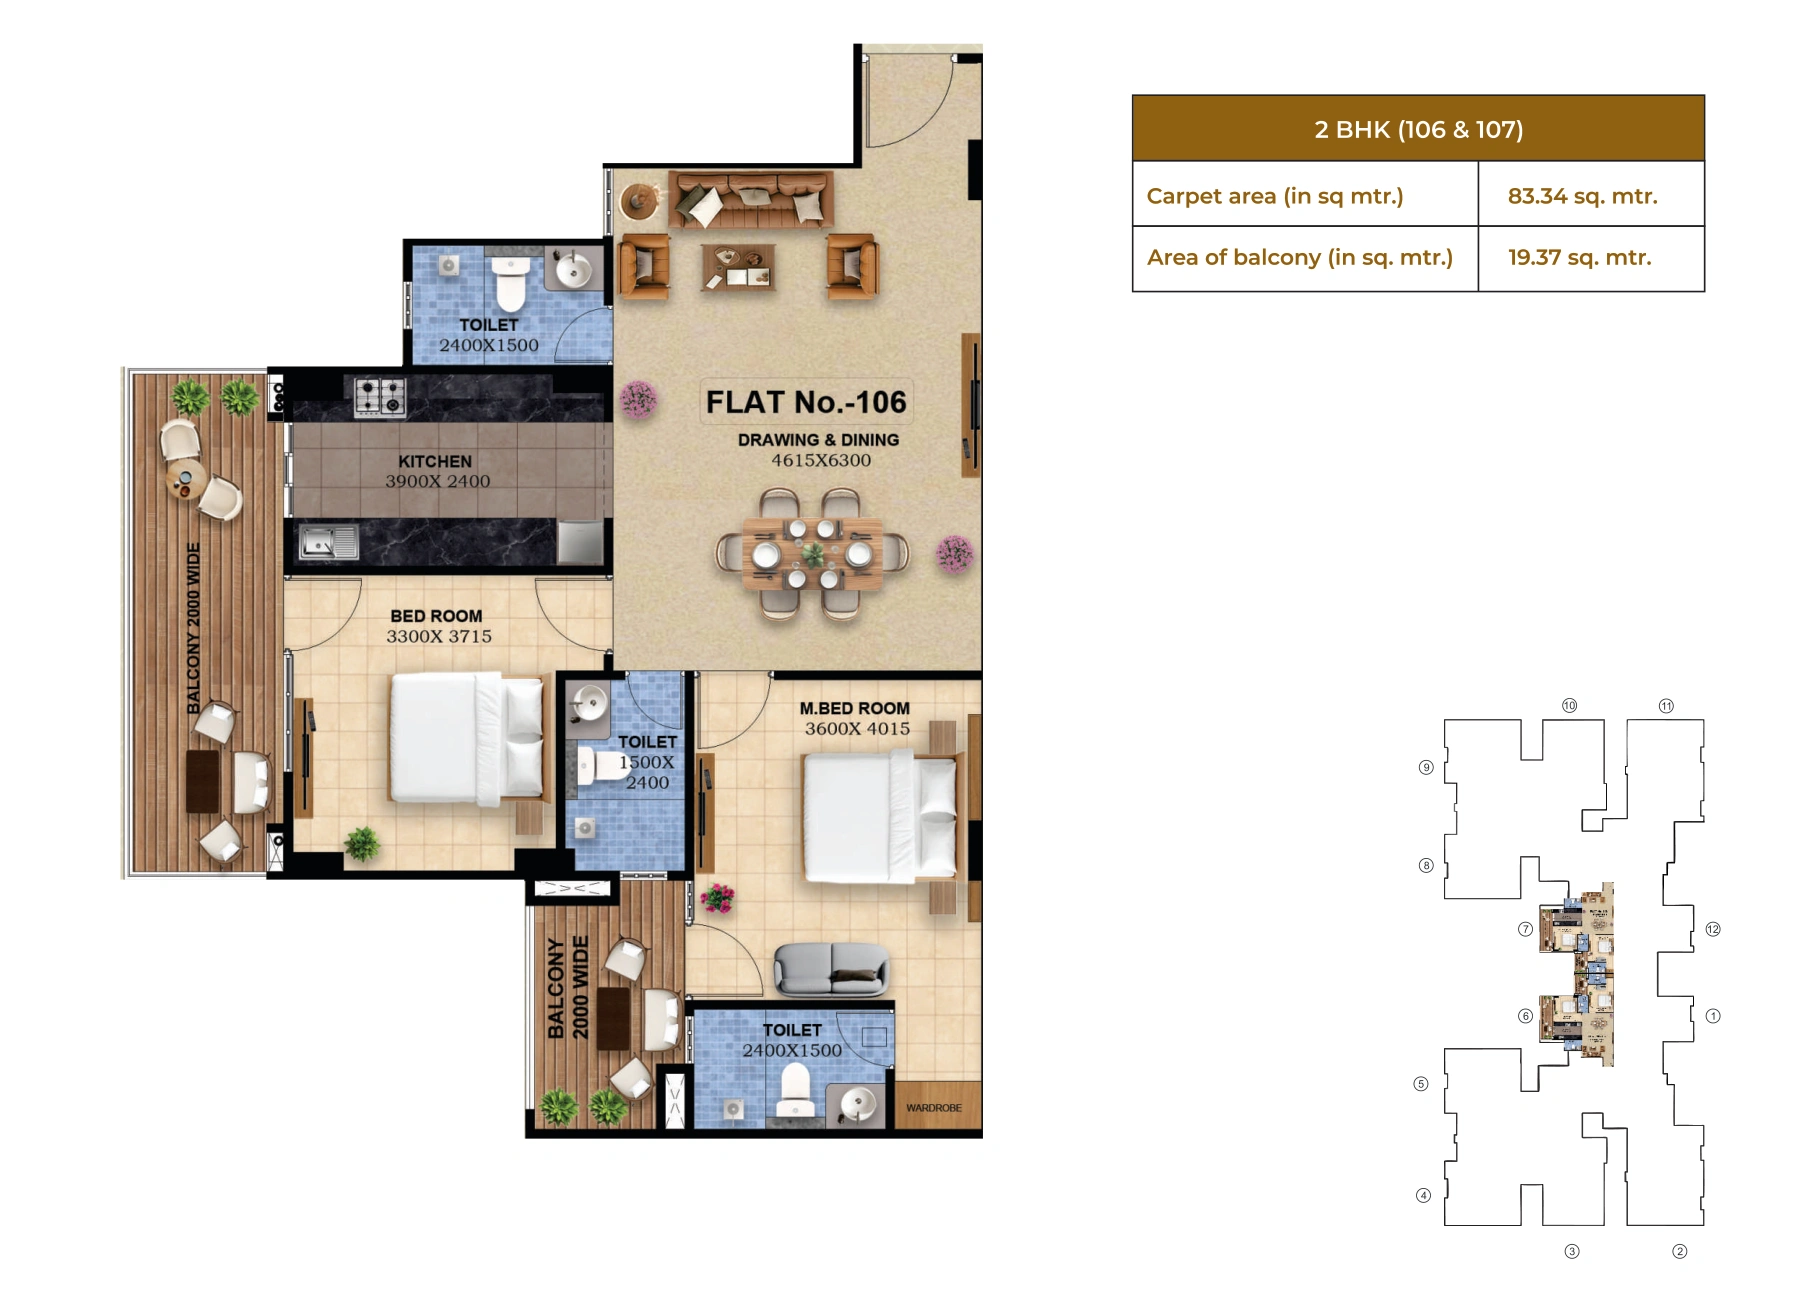 2 BHK (106 & 107)
Carpet area (in sq mtr.) 83.34 sq. mtr.
Area of balcony (in sq. mtr.) 19.37 sq. mtr.
TOILET
2400X1500
FLAT No.-106
DRAWING & DINING
4615X6300
KITCHEN
3900X 2400
BALCONY 2000 WIDE
BED ROOM
3300X 3715
TOILET
1500X
2400
M.BED ROOM
3600X 4015
BALCONY
2000 WIDE
TOILET
2400X1500
WARDROBE
10
11
9
8
7
12
6
1
5
4
3
2